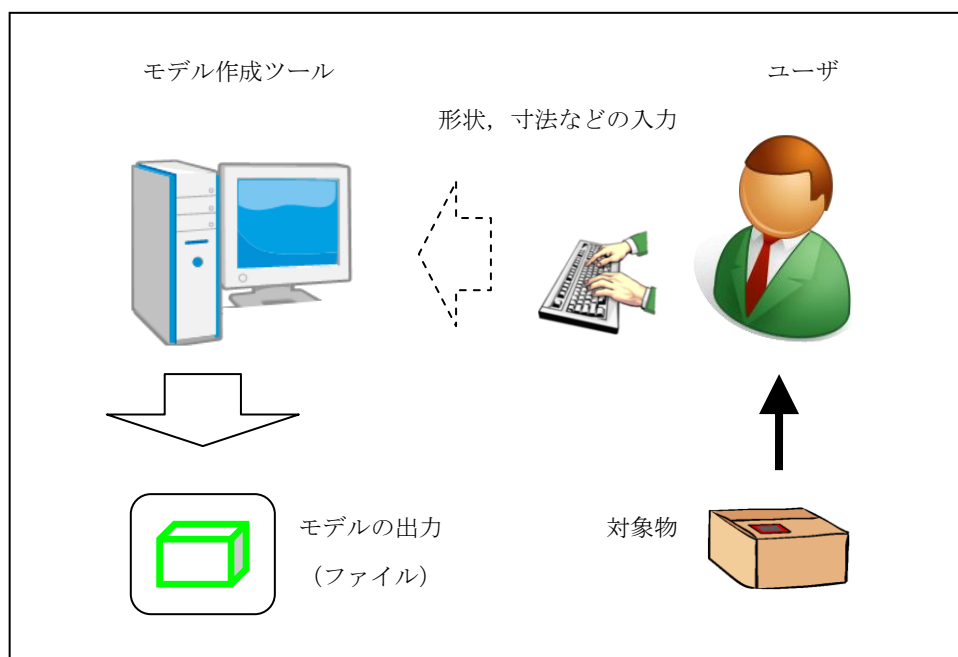 モデル作成ツール
ユーザ
形状，寸法などの入力
モデルの出力
（ファイル）
対象物